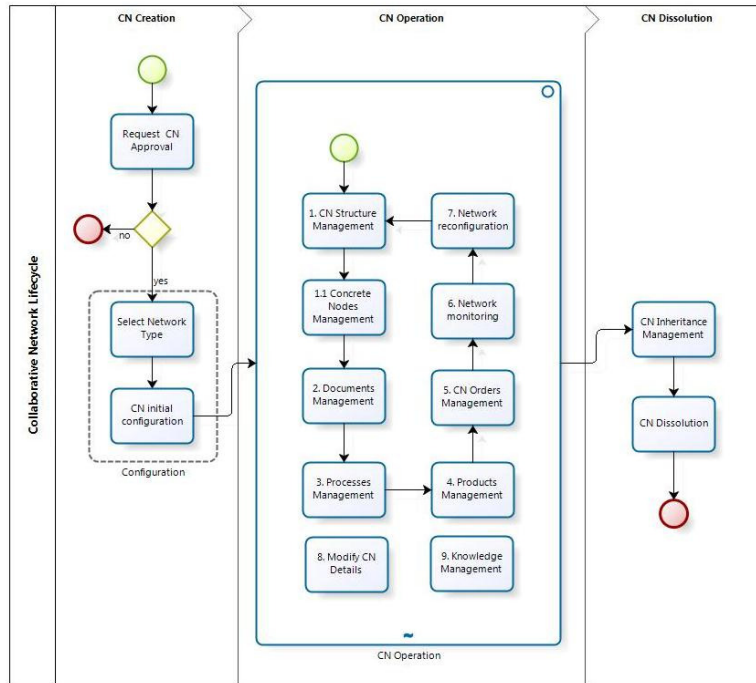 CN Creation
CN Operation
CN Dissolution
Collaborative Network Lifecycle
Request CN
Approval
no
yes
Select Network
Type
CN initial
configuration
Configuration
1. CN Structure
Management
1.1 Concrete
Nodes
Management
2. Documents
Management
3. Processes
Management
4. Products
Management
5. CN Orders
Management
6. Network
monitoring
7. Network
reconfiguration
8. Modify CN
Details
9. Knowledge
Management
CN Operation
CN Inheritance
Management
CN Dissolution